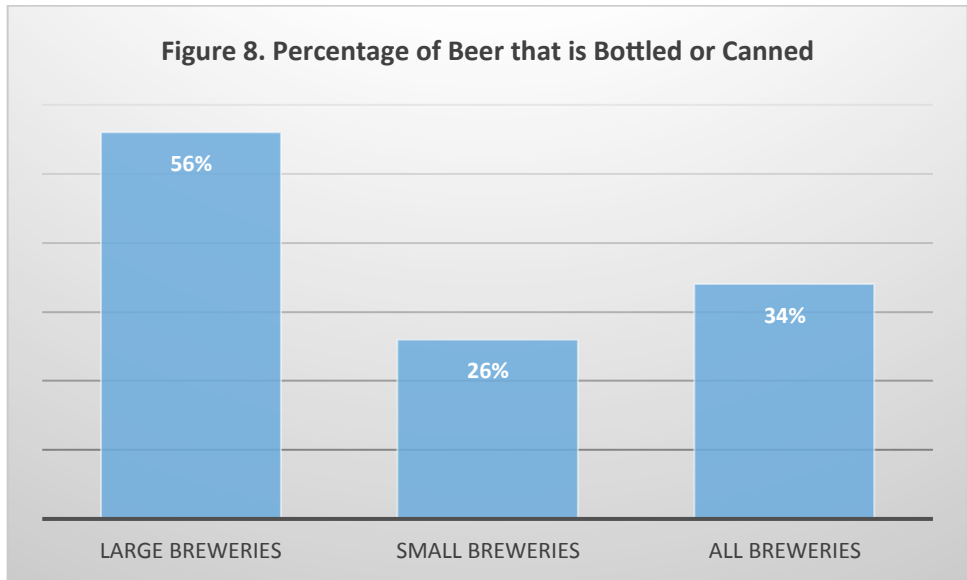 Figure 8. Percentage of Beer that is Bottled or Canned
56%
26%
34%
LARGE BREWERIES
SMALL BREWERIES
ALL BREWERIES